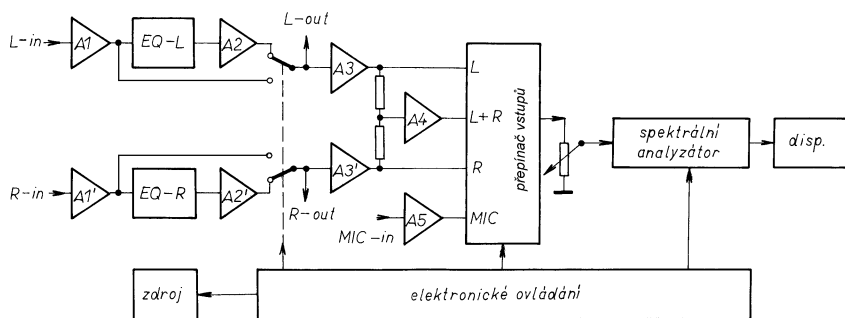 L-out
L-in
A1
EQ-L
A2
A3
L
A4
L+R
přepínač vstupů
spektrální
analyzátor
disp.
R-in
A1'
EQ-R
A2'
A3'
R
R-out
MIC-in
A5
MIC
zdroj
elektronické ovládání